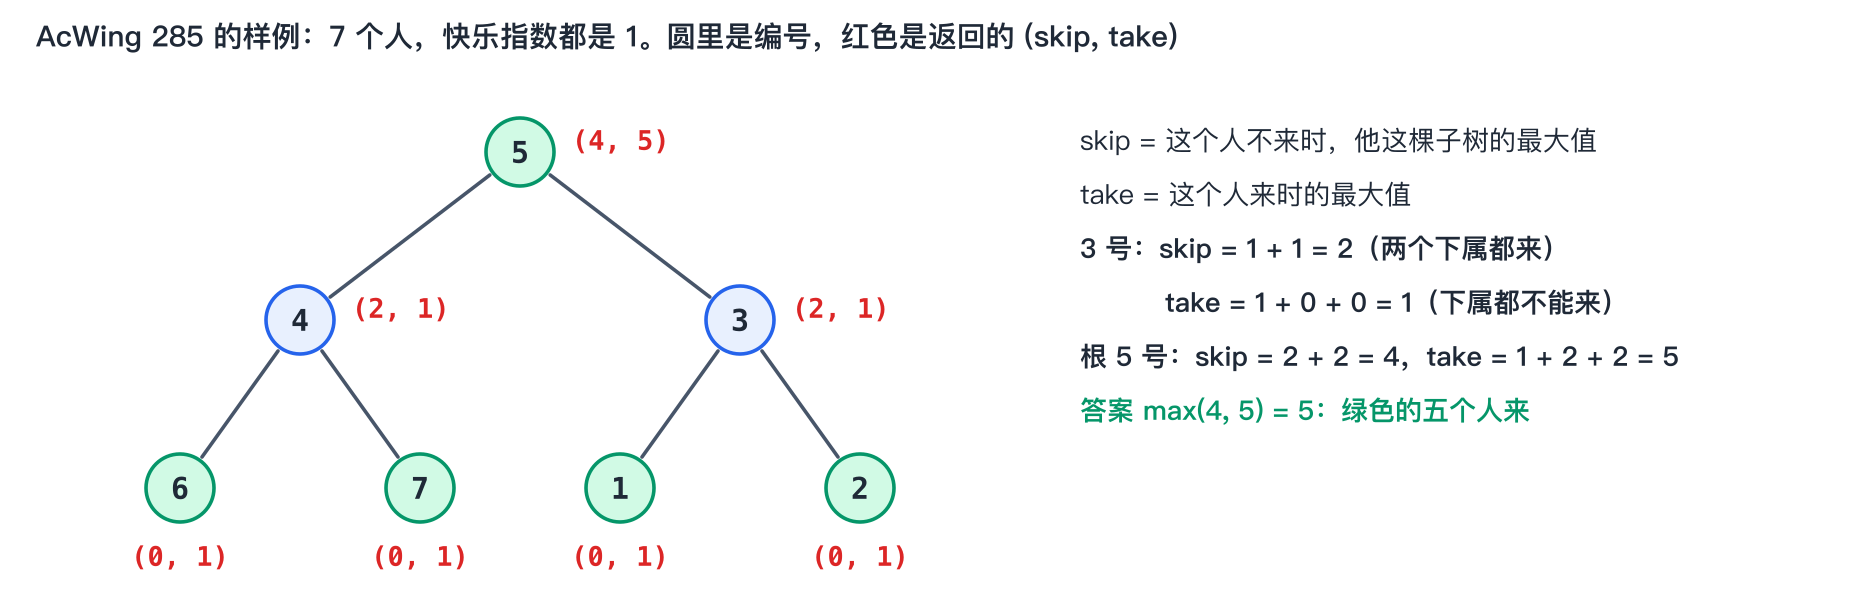 AcWing 285 的样例：7 个人，快乐指数都是 1。圆里是编号，红色是返回的 (skip, take)
5 (4, 5)
4 (2, 1) 3 (2, 1)
6 7 1 2
(0, 1) (0, 1) (0, 1) (0, 1)
skip = 这个人不来时，他这棵子树的最大值
take = 这个人来时的最大值
3 号：skip = 1 + 1 = 2（两个下属都来）
take = 1 + 0 + 0 = 1（下属都不能来）
根 5 号：skip = 2 + 2 = 4，take = 1 + 2 + 2 = 5
答案 max(4, 5) = 5：绿色的五个人来